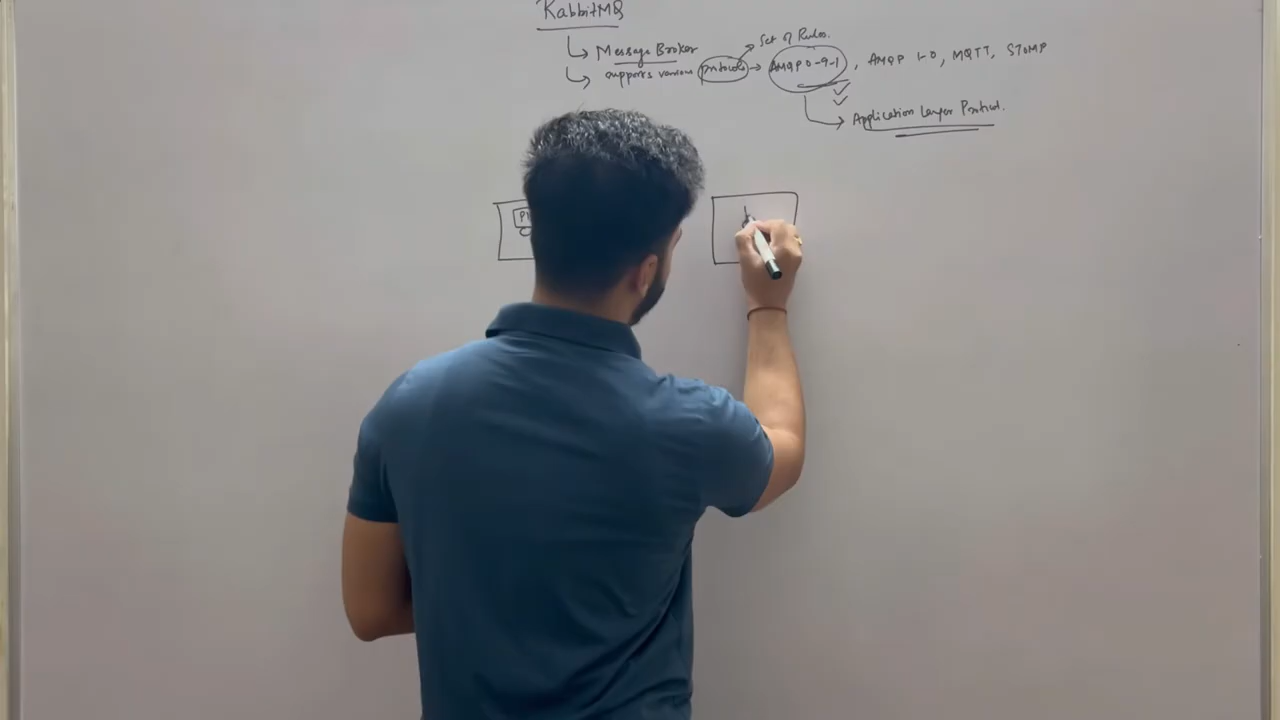 RabbitMQ
Message Broker
Set of Rules.
supports various protocols → AMQP 0-9-1, AMQP 1-0, MQTT, STOMP
Application Layer Protocol.